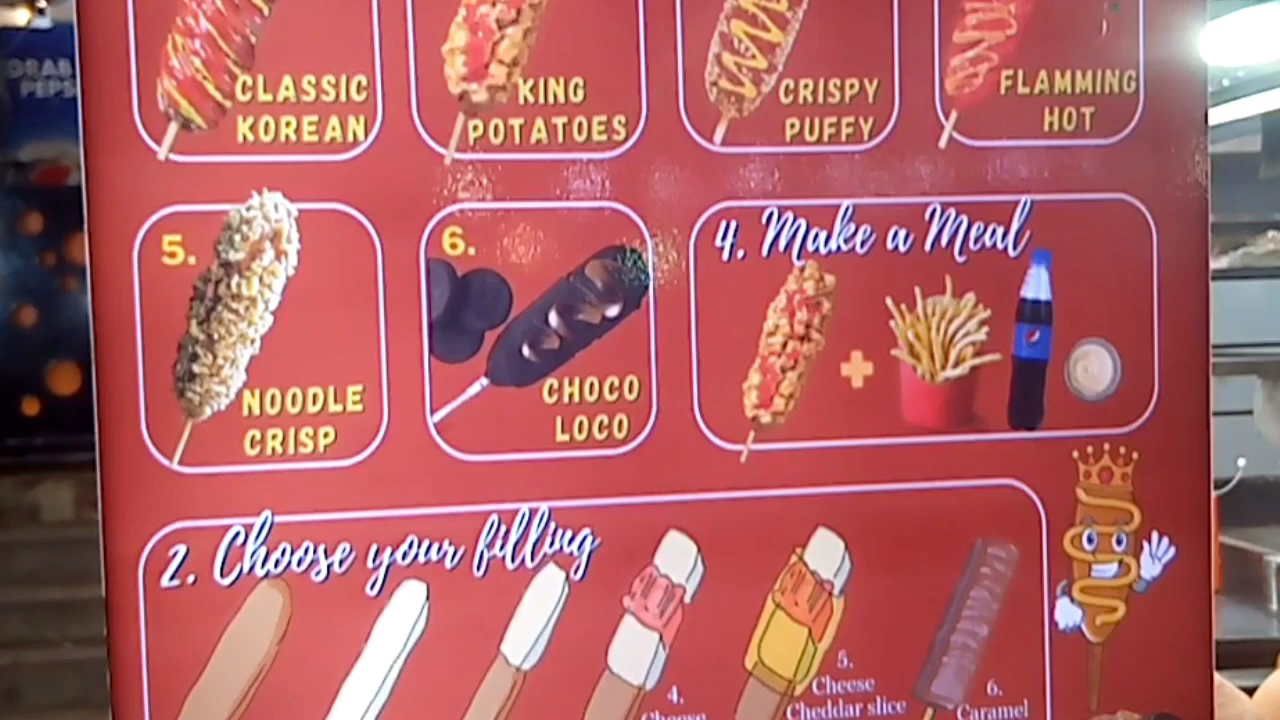 CLASSIC
KOREAN
KING
POTATOES
CRISPY
PUFFY
FLAMMING
HOT
5.
NOODLE
CRISP
6.
CHOCO
LOCO
4. Make a Meal
2. Choose your filling
4.
Cheese
5.
Cheese
Cheddar slice
6.
Caramel